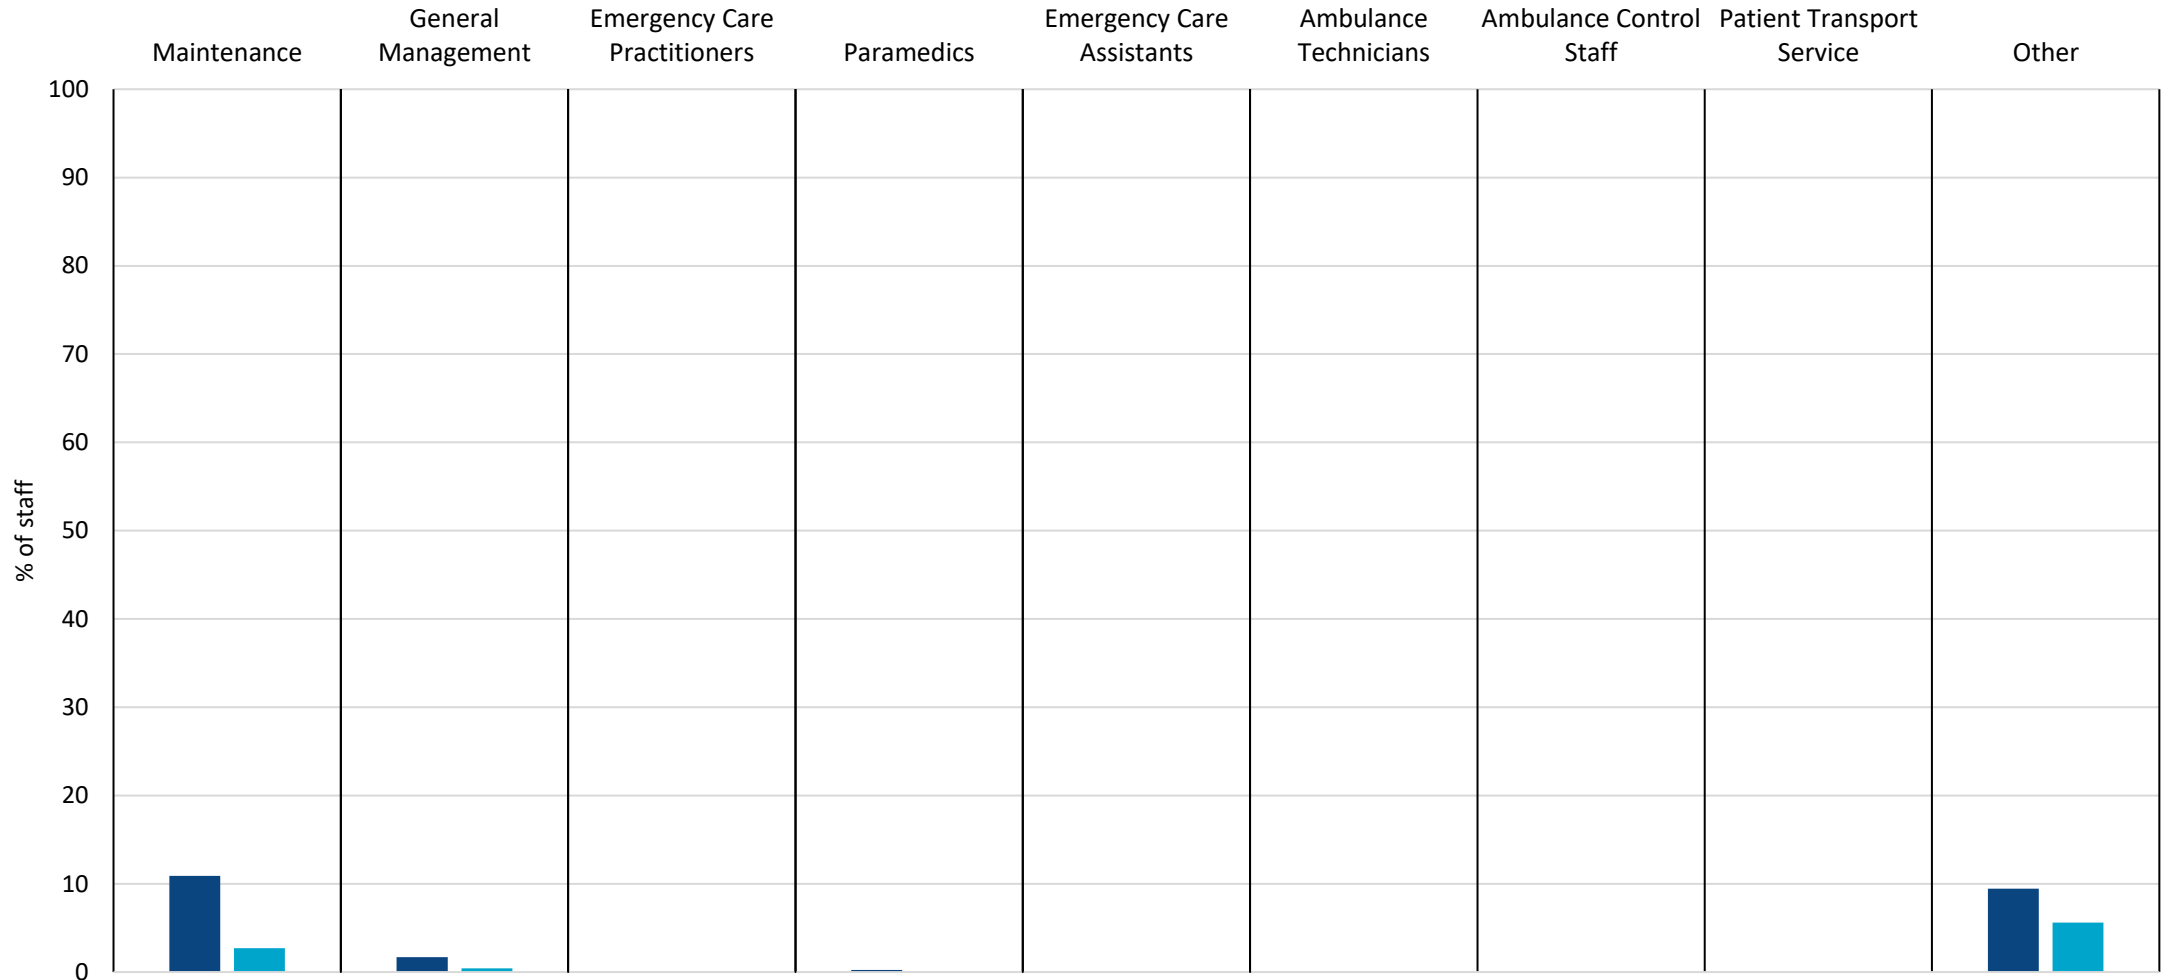 General
Emergency Care
Emergency Care
Ambulance
Ambulance Control
Patient Transport
Maintenance
Management
Practitioners
Paramedics
Assistants
Technicians
Staff
Service
Other
100
90
80
70
60
50
40
30
20
10
0
% of staff